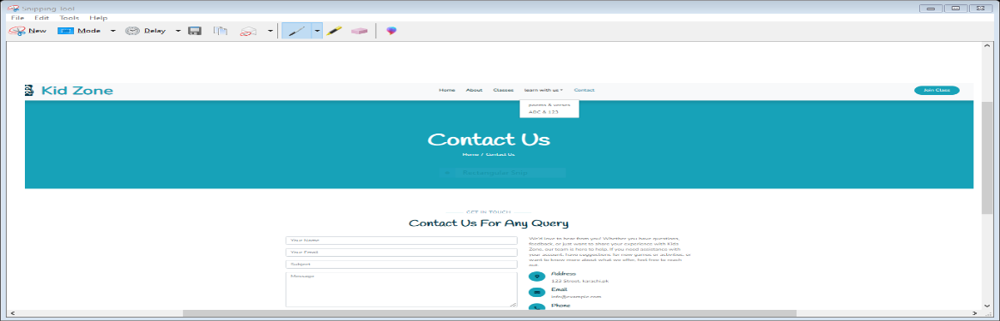 Snipping Tool
File Edit Tools Help
New Mode Delay
Kid Zone
Home About Classes learn with us Contact
Join Class
poems & verses
ABC & 123
Contact Us
Home / Contact Us
Rectangular Snip
GET IN TOUCH
Contact Us For Any Query
Your Name
Your Email
Subject
Message
We'd love to hear from you! Whether you have questions,
feedback, or just want to share your experience with Kids
Zone, our team is here to help. If you need assistance with
your account, have suggestions for new games or activities, or
want to know more about what we offer, feel free to reach
out.
Address
123 Street, karachi.pk
Email
info@example.com
Phone